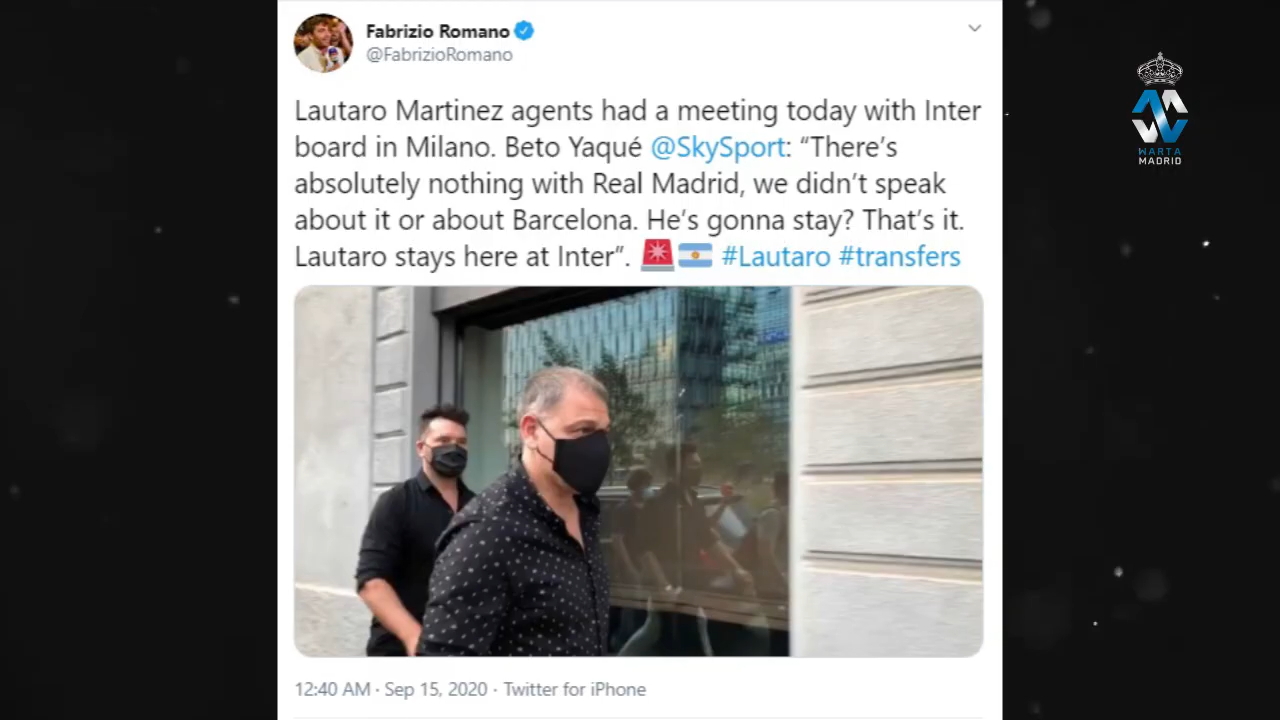 Fabrizio Romano
@FabrizioRomano
Lautaro Martinez agents had a meeting today with Inter
board in Milano. Beto Yaqué @SkySport: “There’s
absolutely nothing with Real Madrid, we didn’t speak
about it or about Barcelona. He’s gonna stay? That’s it.
Lautaro stays here at Inter”. 🚨🇦🇷 #Lautaro #transfers
12:40 AM · Sep 15, 2020 · Twitter for iPhone
WARTA
MADRID